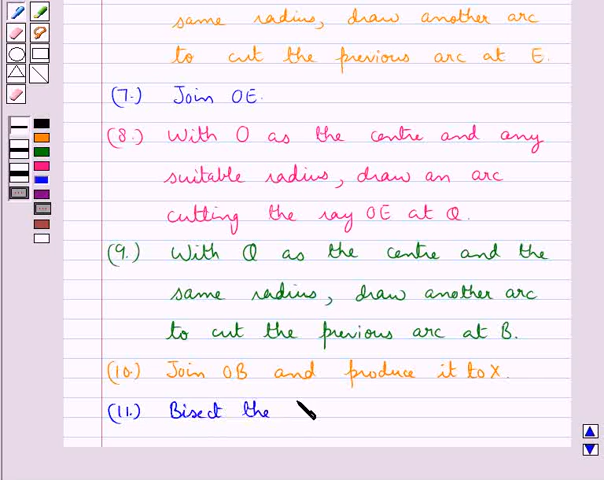 same radius, draw another arc
to cut the previous arc at E.
(7.) Join OE.
(8.) With O as the centre and any
suitable radius, draw an arc
cutting the ray OE at Q.
(9.) With Q as the centre and the
same radius, draw another arc
to cut the previous arc at B.
(10.) Join OB and produce it to X.
(11.) Bisect the